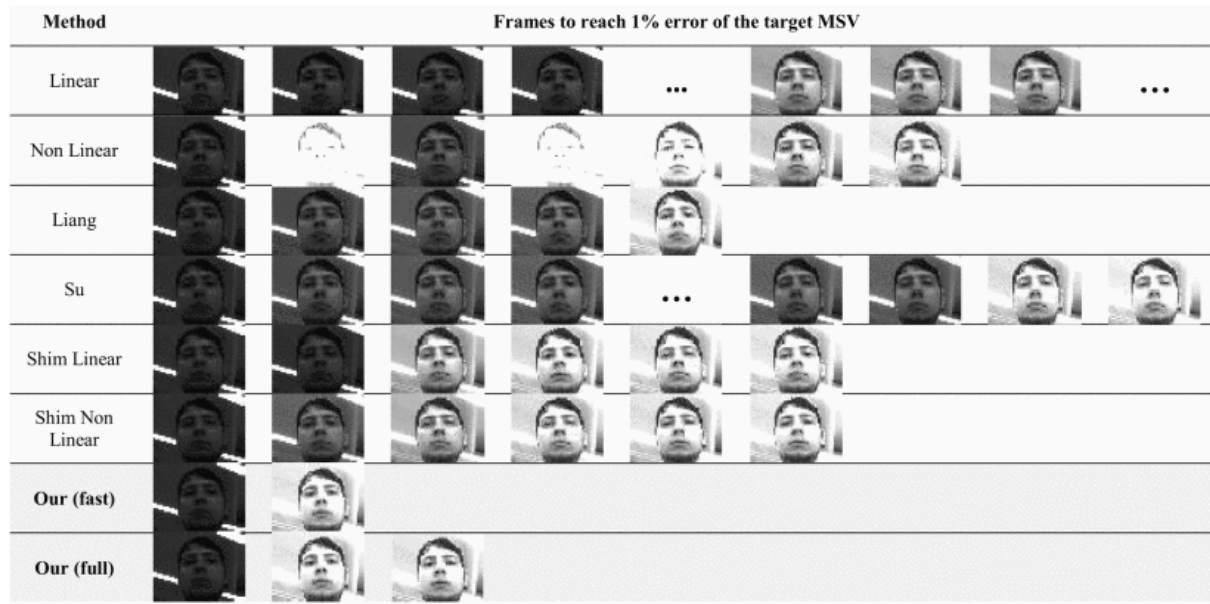 Method Frames to reach 1% error of the target MSV
Linear ... ...
Non Linear
Liang
Su ...
Shim Linear
Shim Non
Linear
Our (fast)
Our (full)